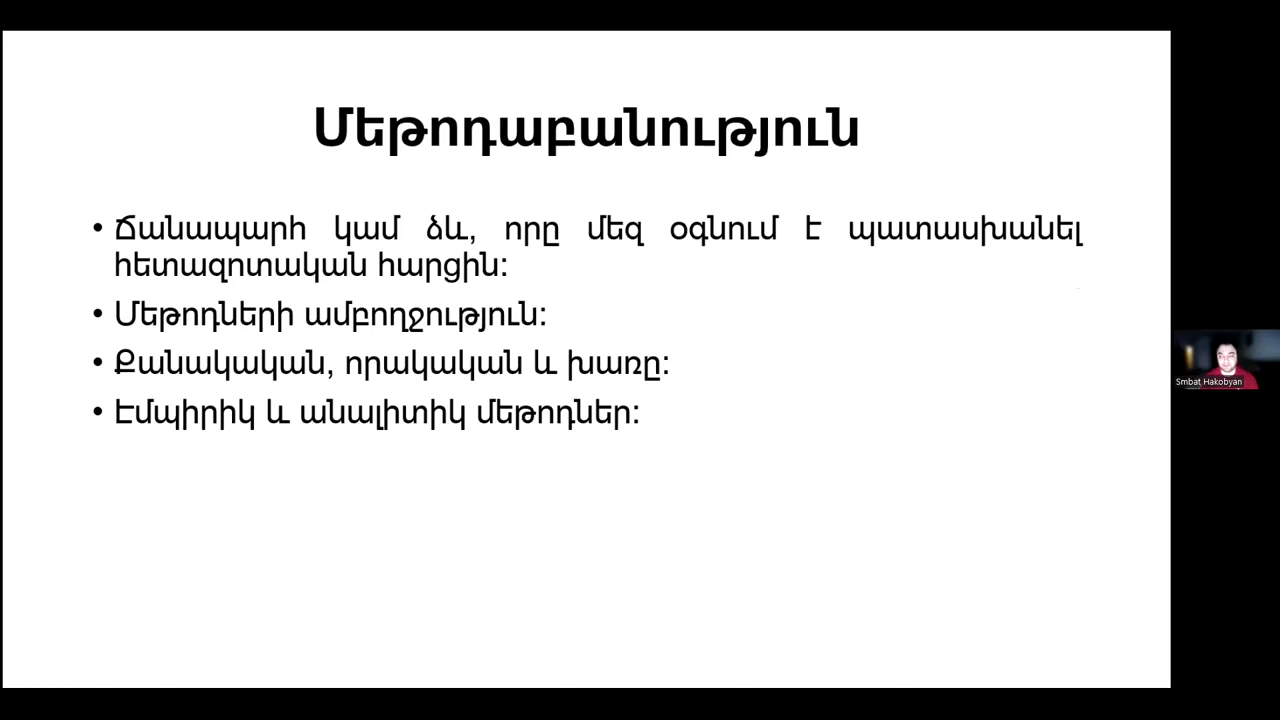 Մեթոդաբանություն
• Ճանապարհ կամ ձև, որը մեզ օգնում է պատասխանել
հետազոտական հարցին:
• Մեթոդների ամբողջություն:
• Քանակական, որակական և խառը:
• Էմպիրիկ և անալիտիկ մեթոդներ:
Smbat Hakobyan